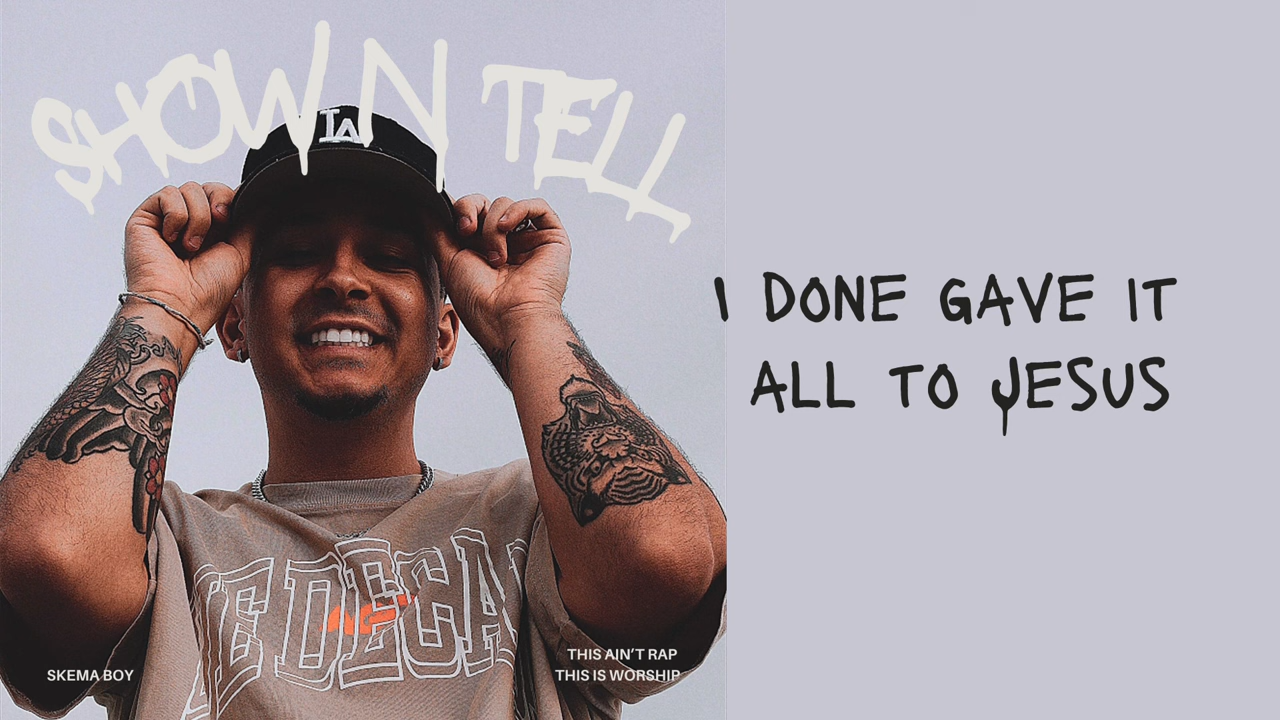 SHOW N TELL
LA
I DONE GAVE IT
ALL TO JESUS
SKEMA BOY
THIS AIN'T RAP
THIS IS WORSHIP